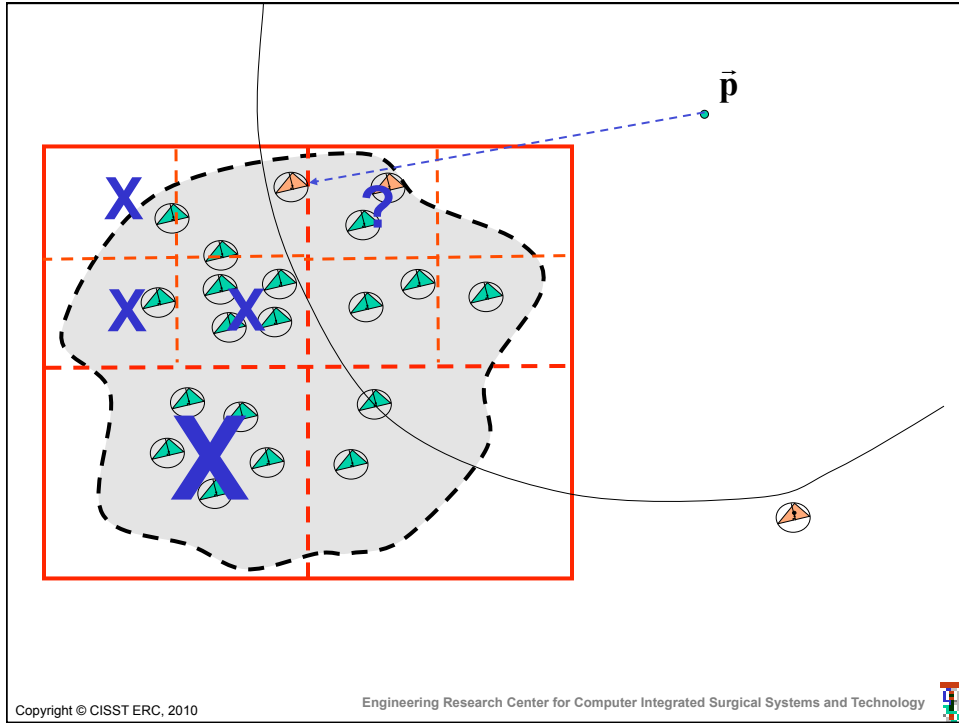 p
X
?
X
X
X
Engineering Research Center for Computer Integrated Surgical Systems and Technology
Copyright © CISST ERC, 2010